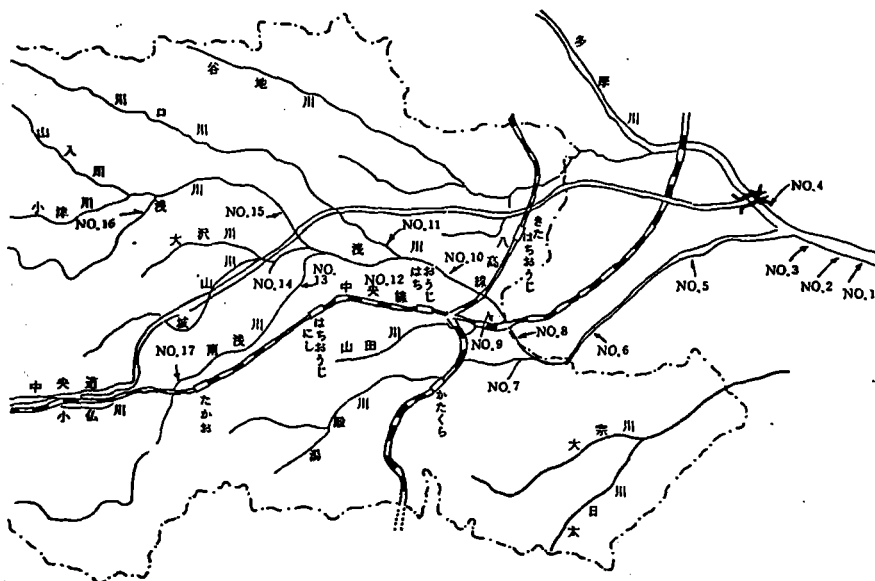 多摩川
谷地川
川口川
山入川
小津川
浅川
NO.16
大沢川
NO.15
NO.11
浅川
NO.10
八高線
きたはちおうじ
NO.4
NO.3
NO.2
NO.1
NO.5
城山川
NO.14
NO.13
NO.12
はちおうじ
中央線
NO.17
南浅川
にしはちおうじ
山田川
NO.9
NO.8
NO.6
NO.7
中央道
小仏川
たかお
湯殿川
かたくら
大宗川
太田川